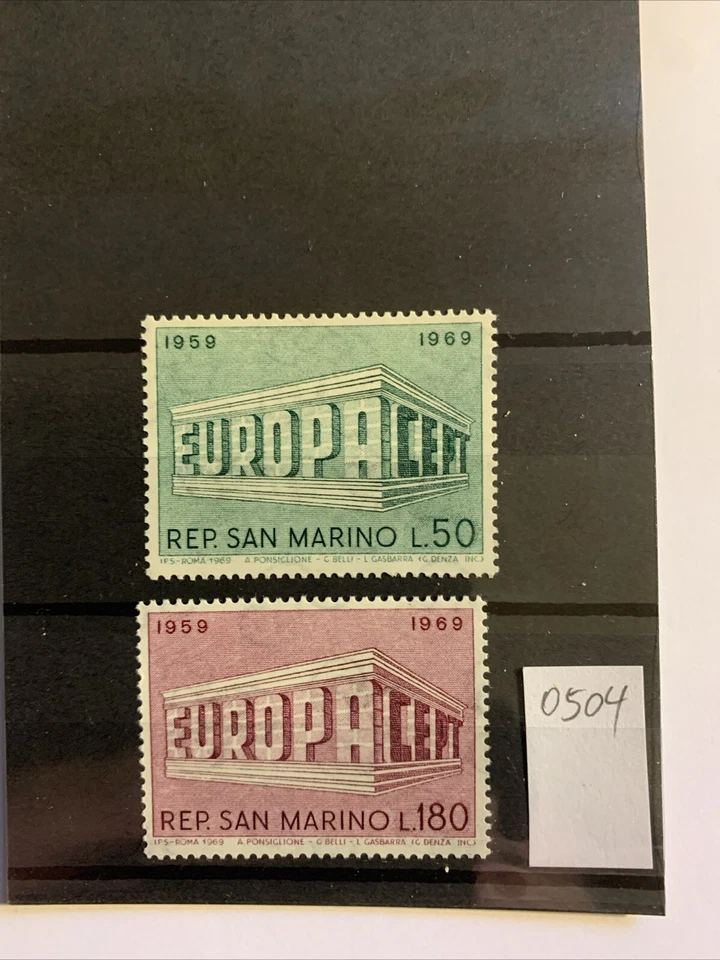 1959 1969
EUROPA CEPT
REP. SAN MARINO L.50
I.P.S.-ROMA 1969 A. PONSIGLIONE - G. BELLI - L. GASBARRA (G. DENZA INC.)
1959 1969
EUROPA CEPT
REP. SAN MARINO L.180
I.P.S.-ROMA 1969 A. PONSIGLIONE - G. BELLI - L. GASBARRA (G. DENZA INC.)
0504